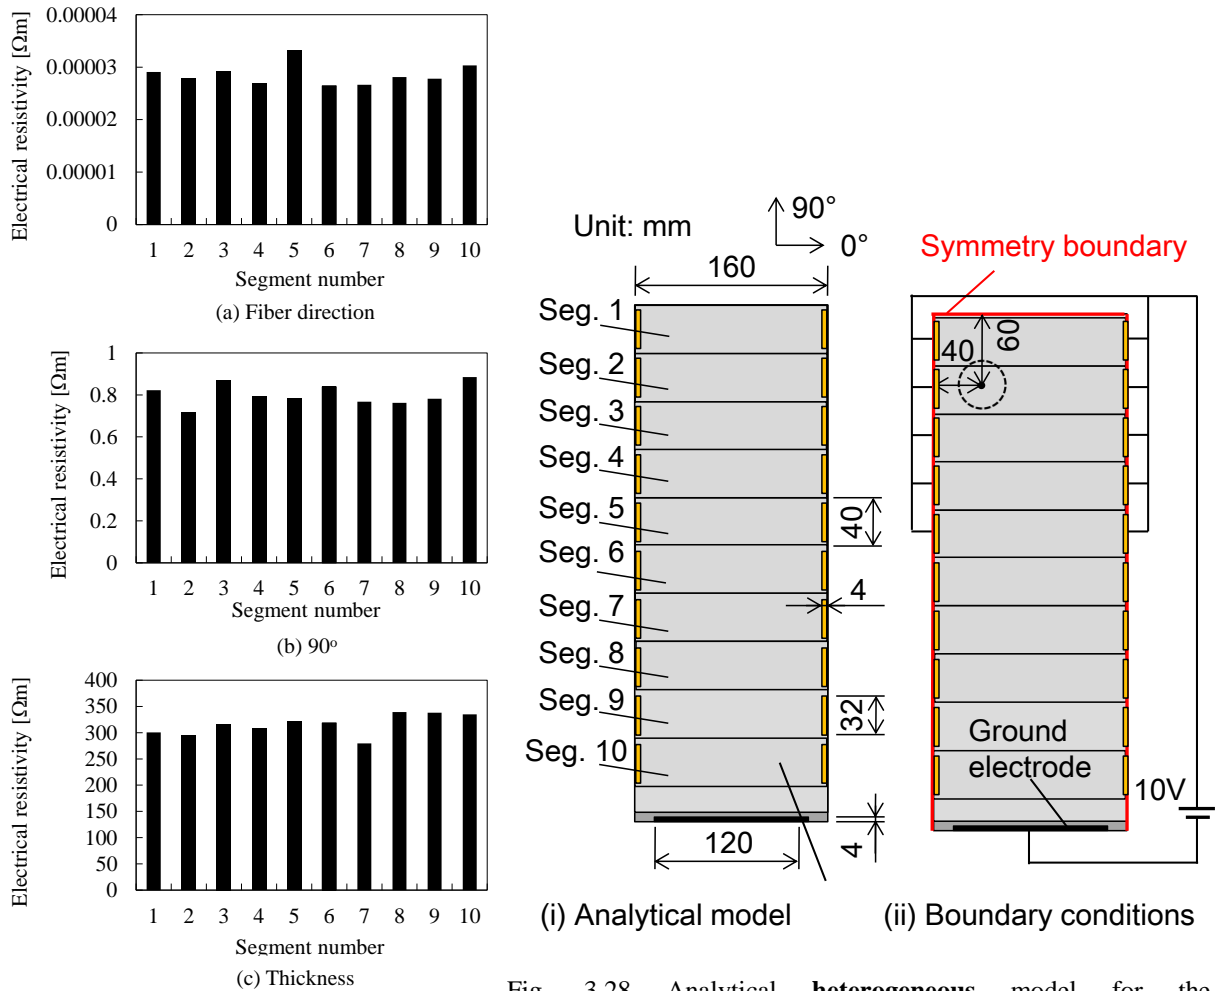 Electrical resistivity [Ωm]
0.00004
0.00003
0.00002
0.00001
0
1 2 3 4 5 6 7 8 9 10
Segment number
(a) Fiber direction
Electrical resistivity [Ωm]
1
0.8
0.6
0.4
0.2
0
1 2 3 4 5 6 7 8 9 10
Segment number
(b) 90°
Electrical resistivity [Ωm]
400
350
300
250
200
150
100
50
0
1 2 3 4 5 6 7 8 9 10
Segment number
(c) Thickness
Unit: mm
90°
0°
160
Seg. 1
Seg. 2
Seg. 3
Seg. 4
Seg. 5
Seg. 6
Seg. 7
Seg. 8
Seg. 9
Seg. 10
40
4
32
120
4
(i) Analytical model
Symmetry boundary
40
60
Ground
electrode
10V
(ii) Boundary conditions
Fig. 3.28 Analytical heterogeneous model for the